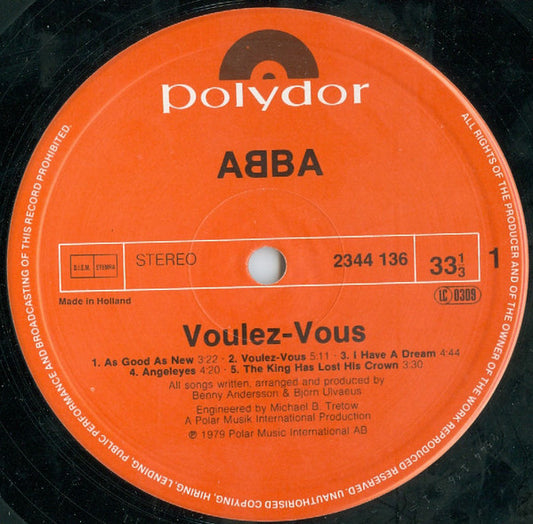 polydor
ABBA
B.I.E.M. STEMRA
STEREO
2344 136
33 1/3
1
Made in Holland
LC 0309
Voulez-Vous
1. As Good As New 3:22 · 2. Voulez-Vous 5:11 · 3. I Have A Dream 4:44
4. Angeleyes 4:20 · 5. The King Has Lost His Crown 3:30
All songs written, arranged and produced by
Benny Andersson & Björn Ulvaeus
Engineered by Michael B. Tretow
A Polar Musik International Production
℗ 1979 Polar Music International AB
ALL RIGHTS OF THE PRODUCER AND OF THE OWNER OF THE WORK REPRODUCED RESERVED. UNAUTHORISED COPYING, HIRING, LENDING, PUBLIC PERFORMANCE AND BROADCASTING OF THIS RECORD PROHIBITED.